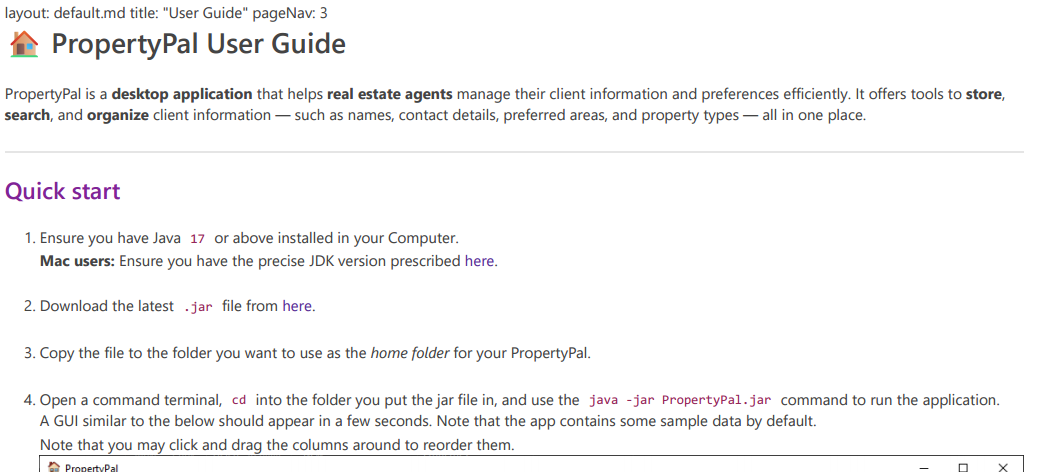 layout: default.md title: "User Guide" pageNav: 3
🏠 PropertyPal User Guide
PropertyPal is a desktop application that helps real estate agents manage their client information and preferences efficiently. It offers tools to store,
search, and organize client information — such as names, contact details, preferred areas, and property types — all in one place.
Quick start
1. Ensure you have Java 17 or above installed in your Computer.
Mac users: Ensure you have the precise JDK version prescribed here.
2. Download the latest .jar file from here.
3. Copy the file to the folder you want to use as the home folder for your PropertyPal.
4. Open a command terminal, cd into the folder you put the jar file in, and use the java -jar PropertyPal.jar command to run the application.
A GUI similar to the below should appear in a few seconds. Note that the app contains some sample data by default.
Note that you may click and drag the columns around to reorder them.
PropertyPal